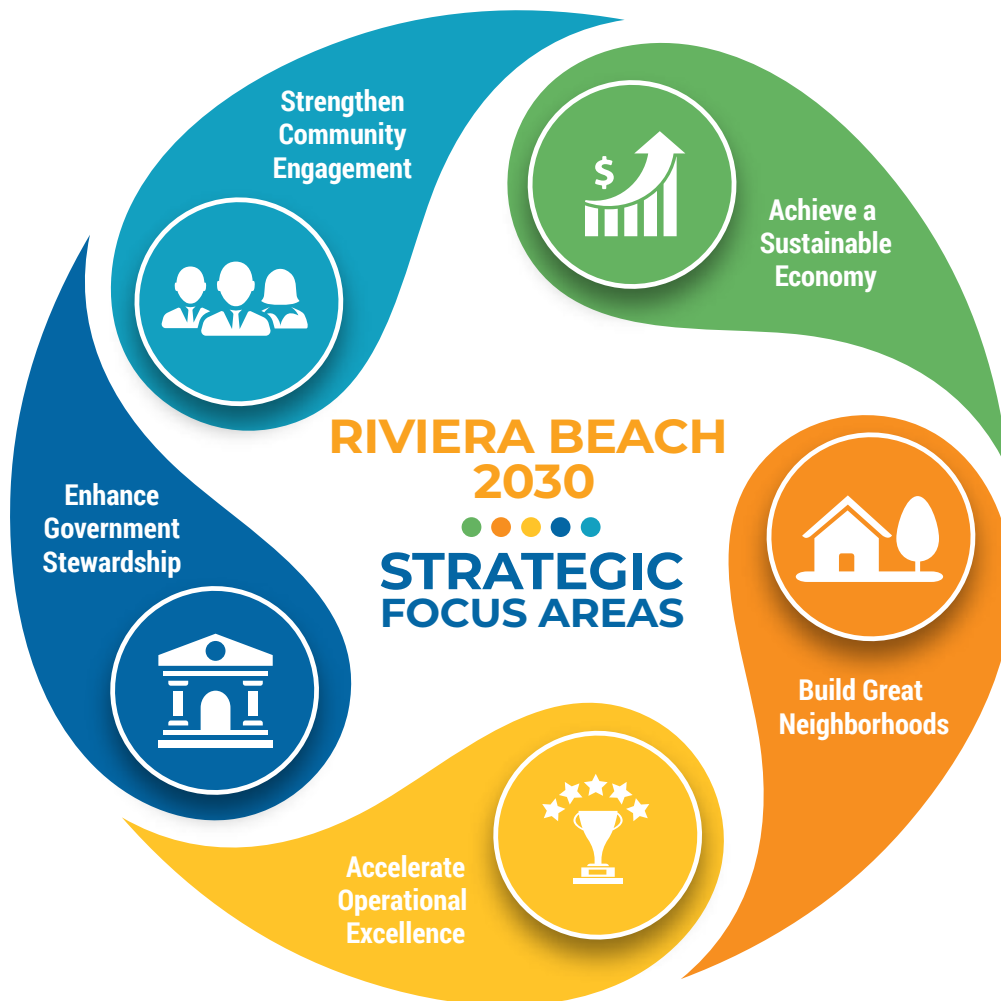 Strengthen
Community
Engagement
$
Achieve a
Sustainable
Economy
RIVIERA BEACH
2030
STRATEGIC
FOCUS AREAS
Enhance
Government
Stewardship
Build Great
Neighborhoods
Accelerate
Operational
Excellence